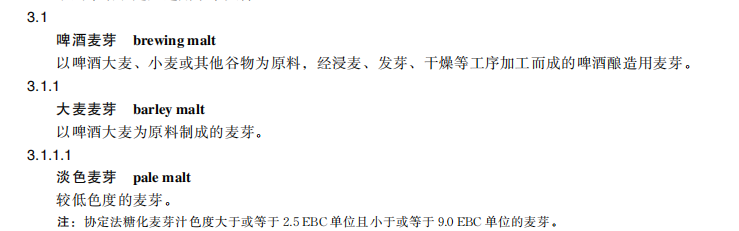 3.1
啤酒麦芽 brewing malt
以啤酒大麦、小麦或其他谷物为原料，经浸麦、发芽、干燥等工序加工而成的啤酒酿造用麦芽。
3.1.1
大麦麦芽 barley malt
以啤酒大麦为原料制成的麦芽。
3.1.1.1
淡色麦芽 pale malt
较低色度的麦芽。
注：协定法糖化麦芽汁色度大于或等于 2.5 EBC 单位且小于或等于 9.0 EBC 单位的麦芽。